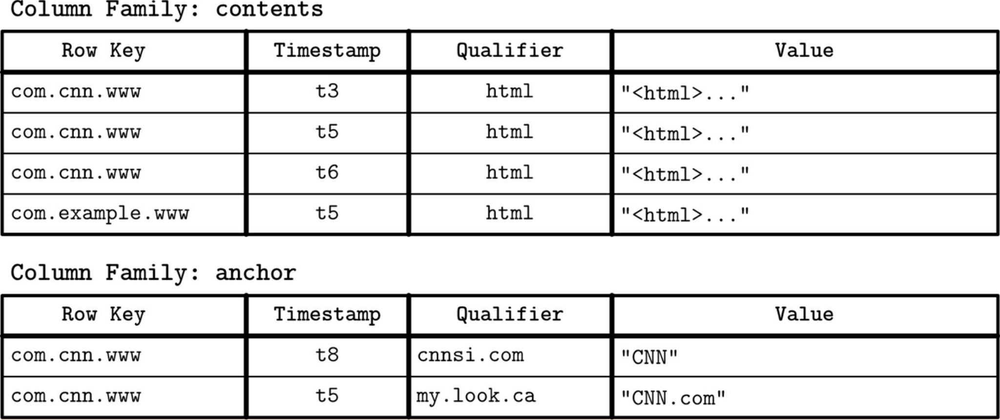 Column Family: contents
Row Key Timestamp Qualifier Value
com.cnn.www t3 html "<html>..."
com.cnn.www t5 html "<html>..."
com.cnn.www t6 html "<html>..."
com.example.www t5 html "<html>..."
Column Family: anchor
Row Key Timestamp Qualifier Value
com.cnn.www t8 cnnsi.com "CNN"
com.cnn.www t5 my.look.ca "CNN.com"